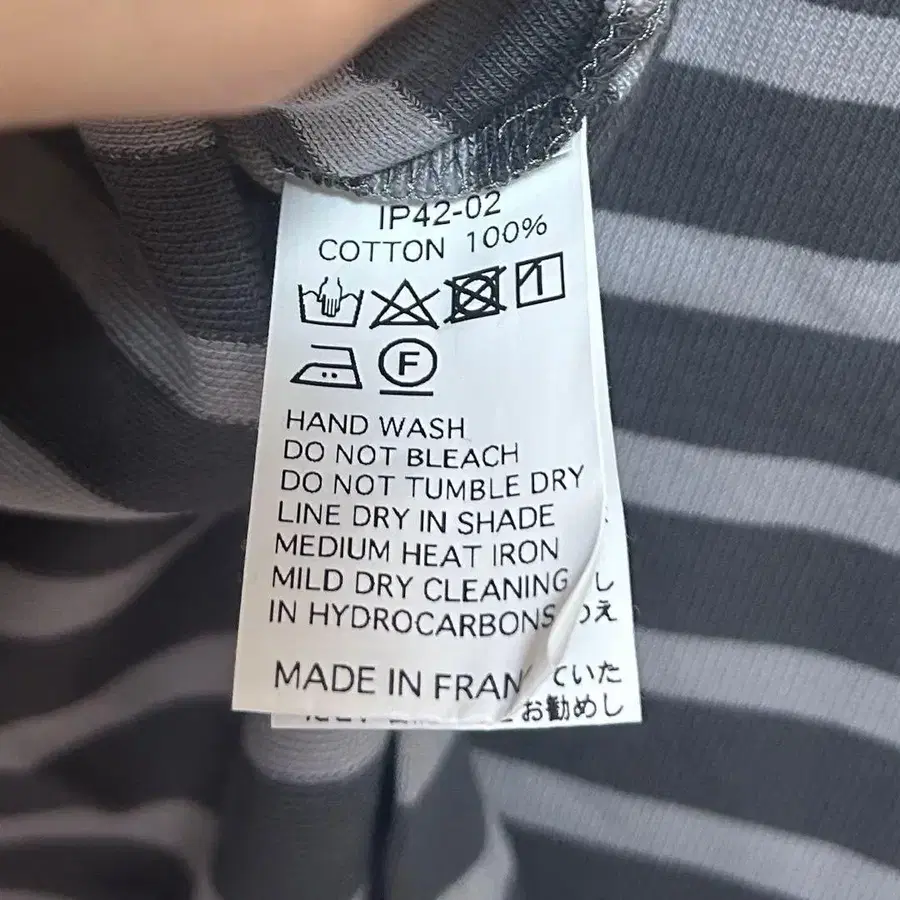 IP42-02
COTTON 100%
F
HAND WASH
DO NOT BLEACH
DO NOT TUMBLE DRY
LINE DRY IN SHADE
MEDIUM HEAT IRON
MILD DRY CLEANING
IN HYDROCARBONS
MADE IN FRAN
し
え
ていた
お勧めし